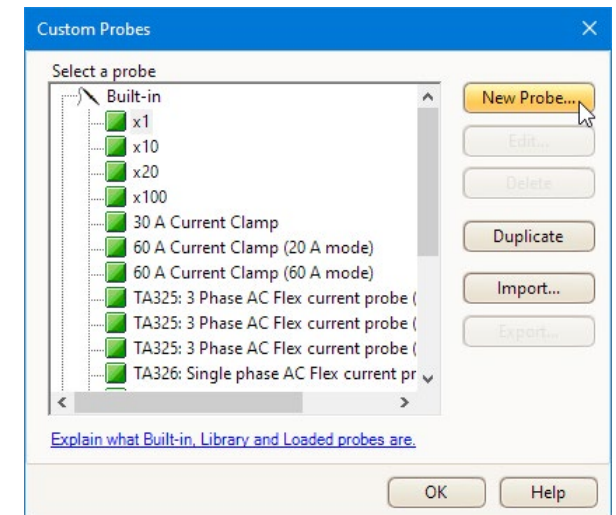 Custom Probes
Select a probe
Built-in
x1
x10
x20
x100
30 A Current Clamp
60 A Current Clamp (20 A mode)
60 A Current Clamp (60 A mode)
TA325: 3 Phase AC Flex current probe (
TA325: 3 Phase AC Flex current probe (
TA325: 3 Phase AC Flex current probe (
TA326: Single phase AC Flex current pr
New Probe...
Edit...
Delete
Duplicate
Import...
Export...
Explain what Built-in, Library and Loaded probes are.
OK
Help